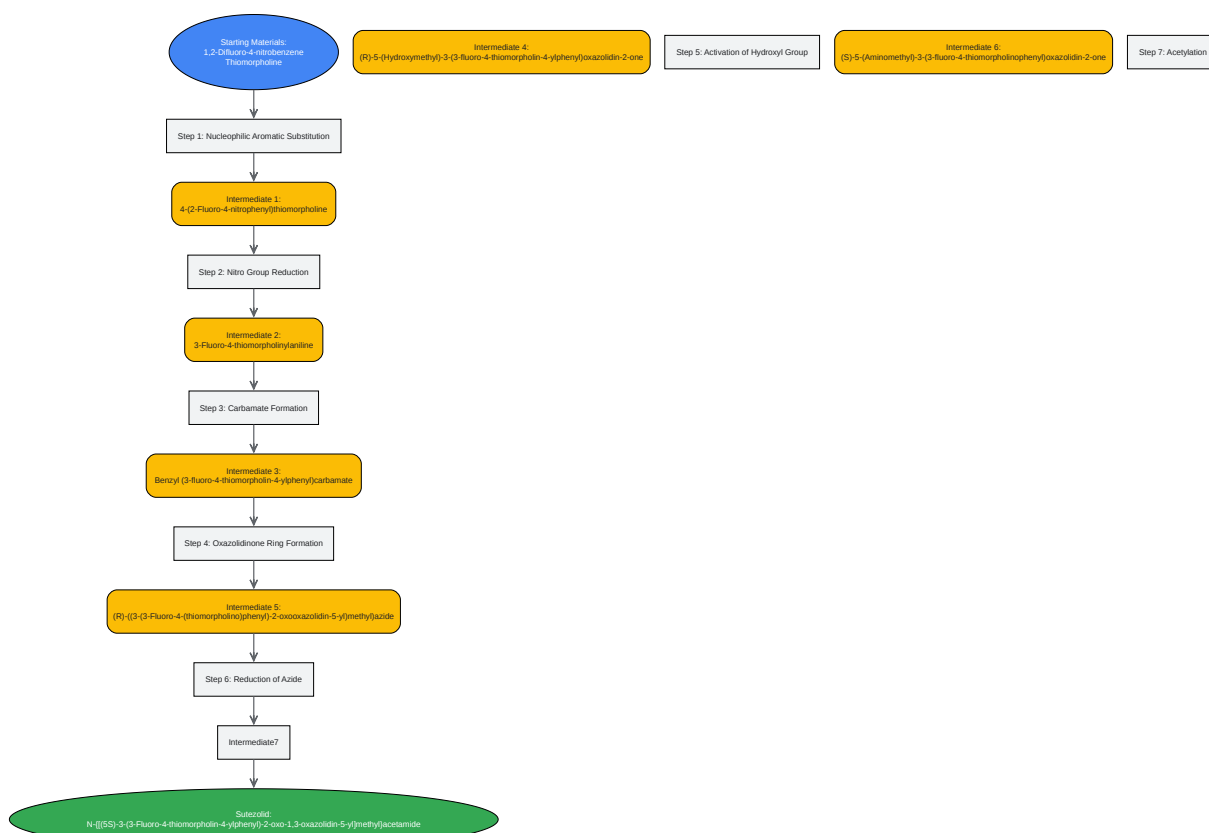 Starting Materials:
1,2-Difluoro-4-nitrobenzene
Thiomorpholine
Intermediate 4:
(R)-5-(Hydroxymethyl)-3-(3-fluoro-4-thiomorpholin-4-ylphenyl)oxazolidin-2-one
Step 5: Activation of Hydroxyl Group
Intermediate 6:
(S)-5-(Aminomethyl)-3-(3-fluoro-4-thiomorpholinophenyl)oxazolidin-2-one
Step 7: Acetylation
Step 1: Nucleophilic Aromatic Substitution
Intermediate 1:
4-(2-Fluoro-4-nitrophenyl)thiomorpholine
Step 2: Nitro Group Reduction
Intermediate 2:
3-Fluoro-4-thiomorpholinylaniline
Step 3: Carbamate Formation
Intermediate 3:
Benzyl (3-fluoro-4-thiomorpholin-4-ylphenyl)carbamate
Step 4: Oxazolidinone Ring Formation
Intermediate 5:
(R)-((3-(3-Fluoro-4-(thiomorpholino)phenyl)-2-oxooxazolidin-5-yl)methyl)azide
Step 6: Reduction of Azide
Intermediate7
Sutezolid:
N-{[(5S)-3-(3-Fluoro-4-thiomorpholin-4-ylphenyl)-2-oxo-1,3-oxazolidin-5-yl]methyl}acetamide